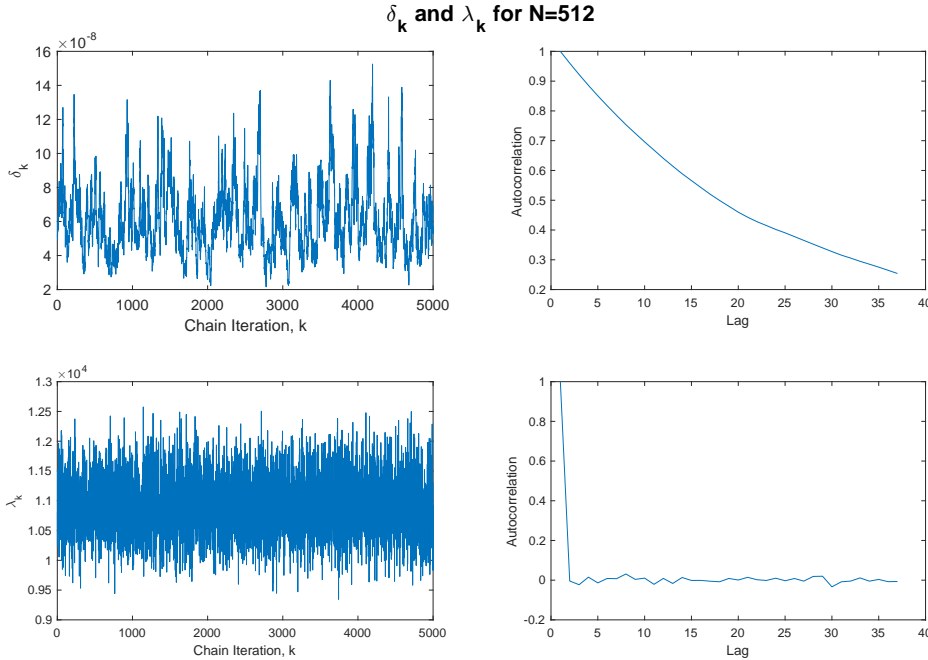 δ_k and λ_k for N=512
×10^-8
16
14
12
10
8
6
4
2
0 1000 2000 3000 4000 5000
δ_k
Chain Iteration, k
1
0.9
0.8
0.7
0.6
0.5
0.4
0.3
0.2
0 5 10 15 20 25 30 35 40
Autocorrelation
Lag
×10^4
1.3
1.25
1.2
1.15
1.1
1.05
1
0.95
0.9
0 1000 2000 3000 4000 5000
λ_k
Chain Iteration, k
1
0.8
0.6
0.4
0.2
0
-0.2
0 5 10 15 20 25 30 35 40
Autocorrelation
Lag